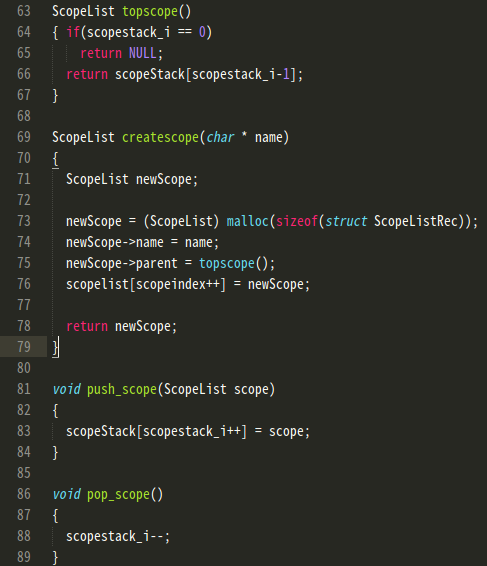 63 ScopeList topscope()
64 { if(scopestack_i == 0)
65 return NULL;
66 return scopeStack[scopestack_i-1];
67 }
68
69 ScopeList createscope(char * name)
70 {
71 ScopeList newScope;
72
73 newScope = (ScopeList) malloc(sizeof(struct ScopeListRec));
74 newScope->name = name;
75 newScope->parent = topscope();
76 scopelist[scopeindex++] = newScope;
77
78 return newScope;
79 }
80
81 void push_scope(ScopeList scope)
82 {
83 scopeStack[scopestack_i++] = scope;
84 }
85
86 void pop_scope()
87 {
88 scopestack_i--;
89 }